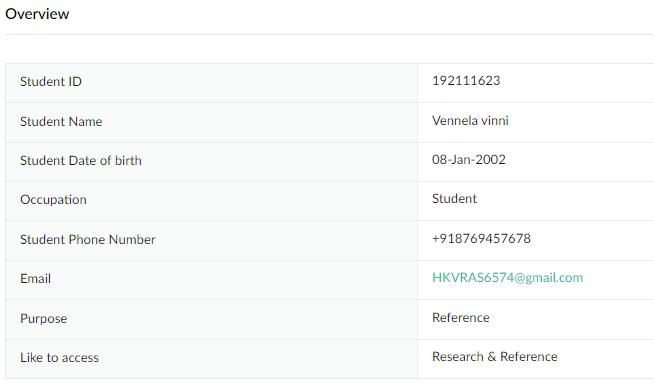 Overview
Student ID 192111623
Student Name Vennela vinni
Student Date of birth 08-Jan-2002
Occupation Student
Student Phone Number +918769457678
Email HKVRAS6574@gmail.com
Purpose Reference
Like to access Research & Reference